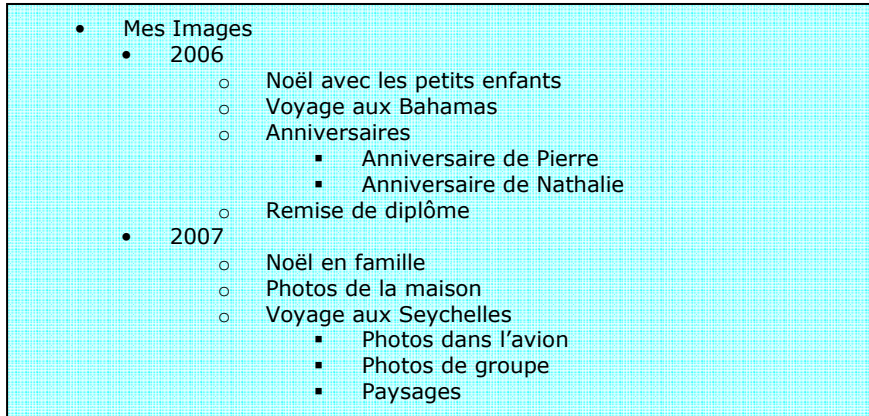 • Mes Images
• 2006
o Noël avec les petits enfants
o Voyage aux Bahamas
o Anniversaires
▪ Anniversaire de Pierre
▪ Anniversaire de Nathalie
o Remise de diplôme
• 2007
o Noël en famille
o Photos de la maison
o Voyage aux Seychelles
▪ Photos dans l’avion
▪ Photos de groupe
▪ Paysages